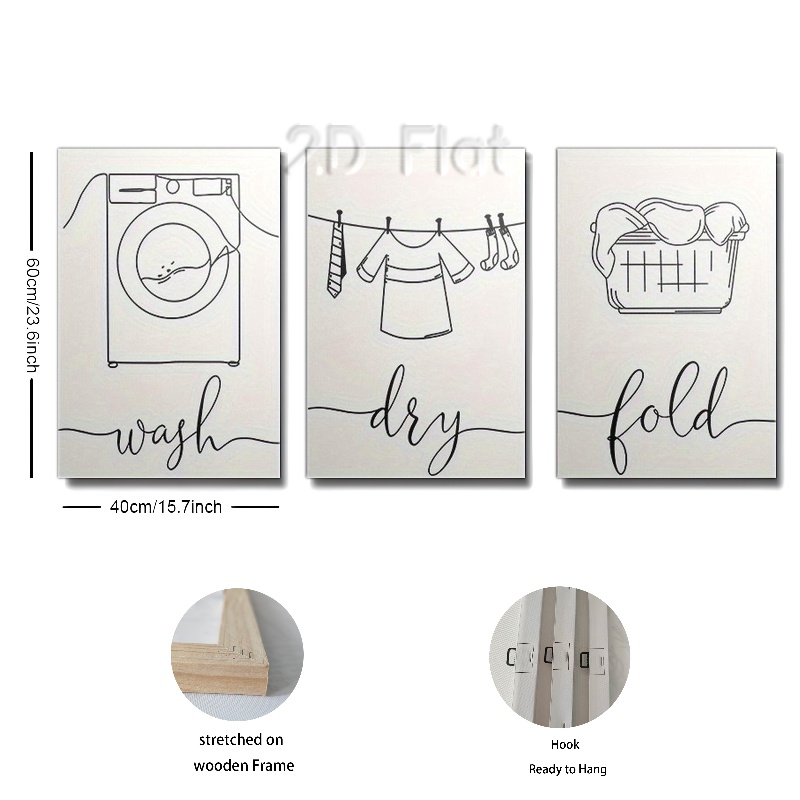 2D Flat
60cm/23.6inch
wash
dry
fold
40cm/15.7inch
stretched on
wooden Frame
Hook
Ready to Hang